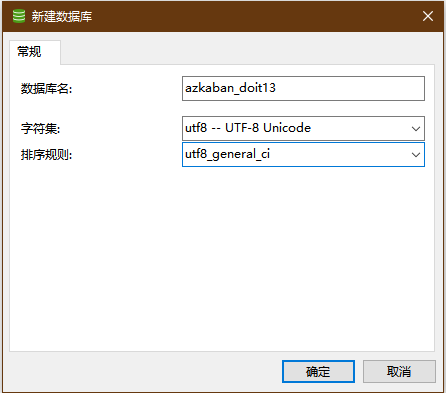 新建数据库
常规
数据库名: azkaban_doit13
字符集: utf8 -- UTF-8 Unicode
排序规则: utf8_general_ci
确定 取消